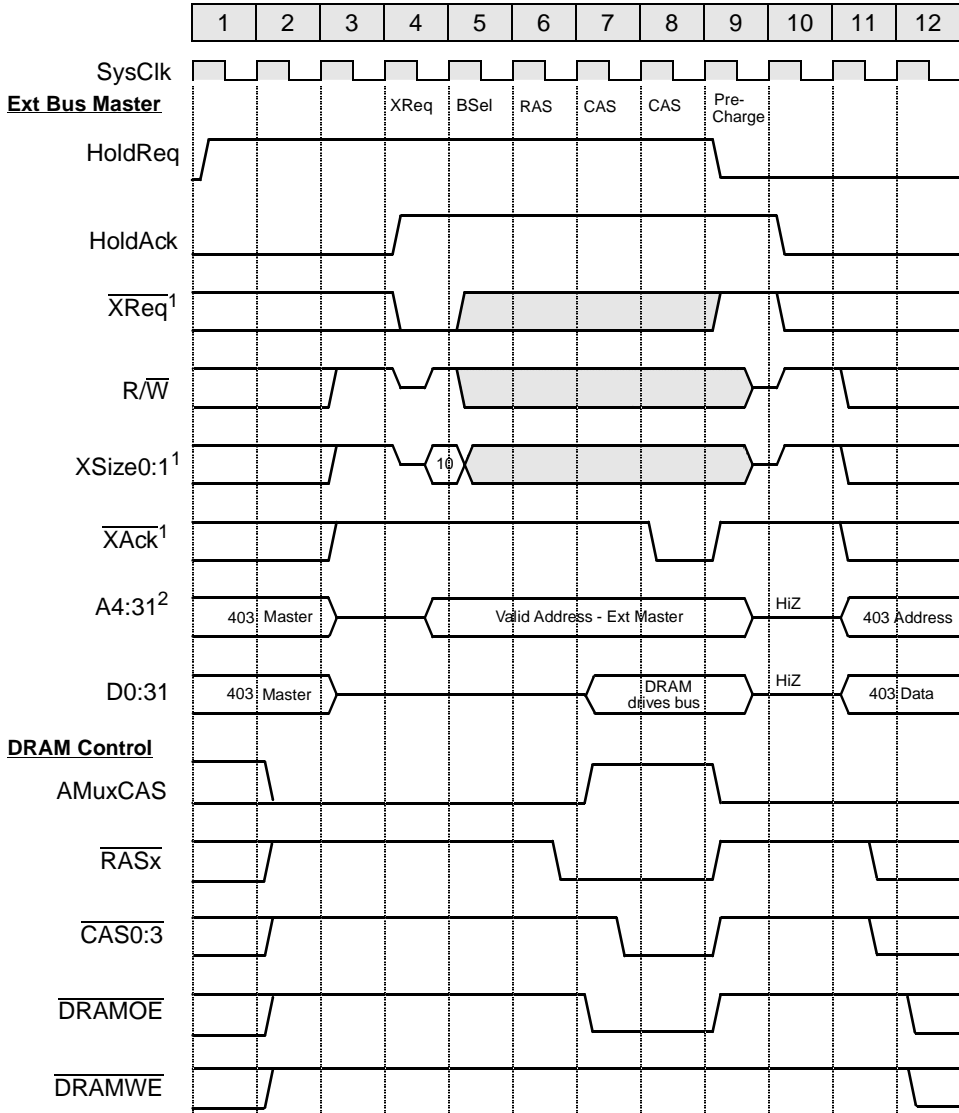 1 2 3 4 5 6 7 8 9 10 11 12
SysClk
Ext Bus Master XReq BSel RAS CAS CAS Pre-
Charge
HoldReq
HoldAck
XReq1
R/W
XSize0:11 10
XAck1
A4:312 403 Master Valid Address - Ext Master HiZ 403 Address
D0:31 403 Master DRAM
drives bus HiZ 403 Data
DRAM Control
AMuxCAS
RASx
CAS0:3
DRAMOE
DRAMWE